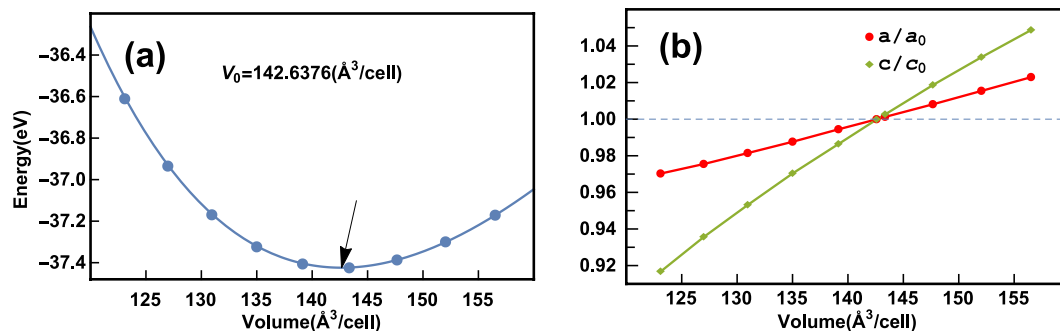 (a)
V₀=142.6376(Å³/cell)
Energy(eV)
−36.4
−36.6
−36.8
−37.0
−37.2
−37.4
125 130 135 140 145 150 155
Volume(Å³/cell)
(b)
a/a₀
c/c₀
1.04
1.02
1.00
0.98
0.96
0.94
0.92
125 130 135 140 145 150 155
Volume(Å³/cell)